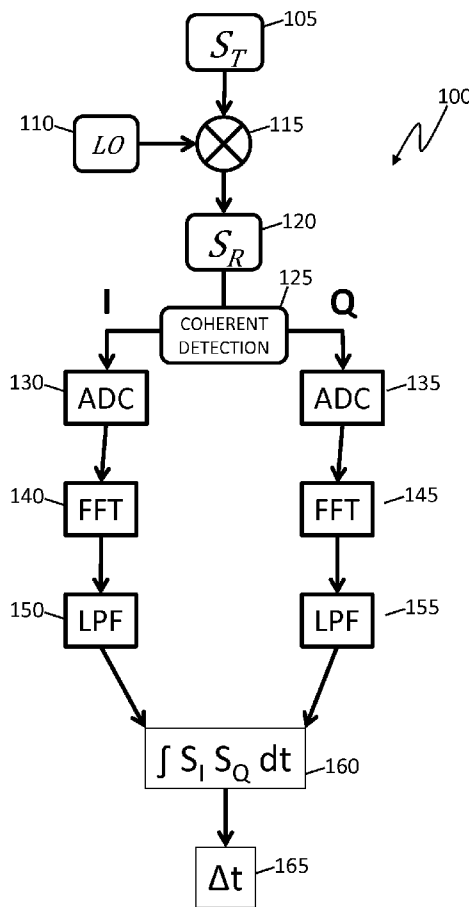 105
S_T
110
LO
115
100
120
S_R
125
I
Q
COHERENT
DETECTION
130
ADC
ADC
135
140
FFT
FFT
145
150
LPF
LPF
155
∫ S_I S_Q dt
160
Δt
165